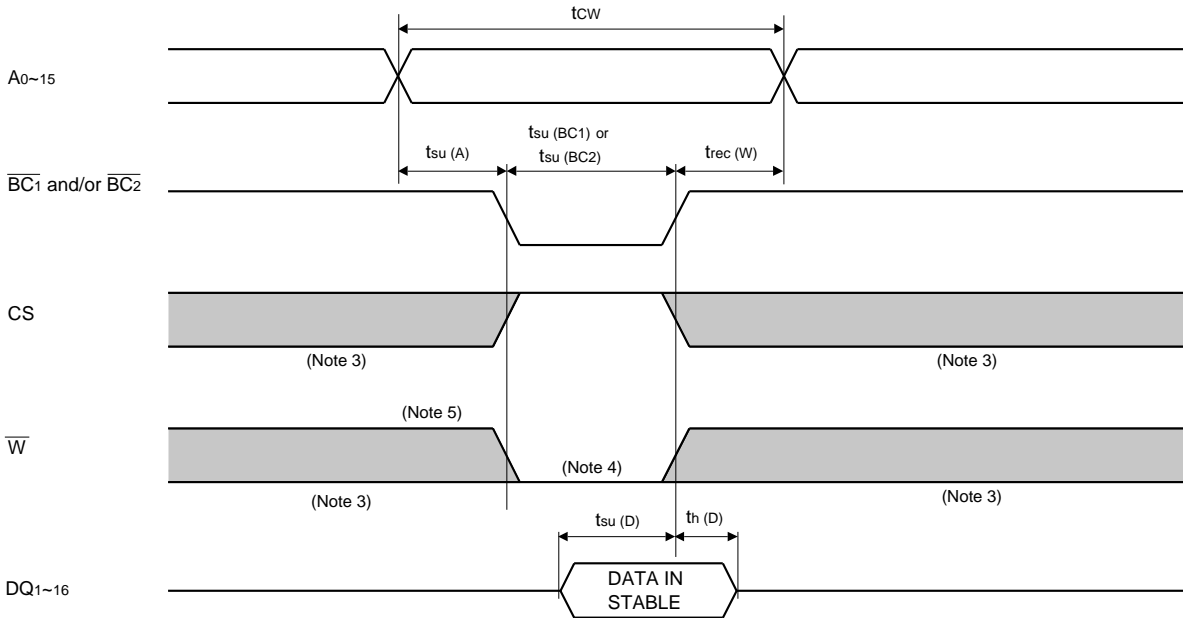 tCW
A0~15
tsu (BC1) or
tsu (BC2)
tsu (A)
trec (W)
BC1 and/or BC2
CS
(Note 3)
(Note 3)
(Note 5)
W
(Note 4)
(Note 3)
(Note 3)
tsu (D)
th (D)
DQ1~16
DATA IN
STABLE